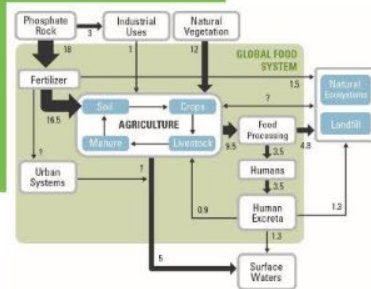 Phosphate
Rock
Industrial
Uses
Natural
Vegetation
3
18
1
12
GLOBAL FOOD
SYSTEM
Fertilizer
1.5
Natural
Ecosystems
Soil
Crops
?
16.5
AGRICULTURE
Food
Processing
Landfill
Manure
Livestock
9.5
4.8
3.5
?
Urban
Systems
?
Humans
3.5
0.9
Human
Excreta
1.3
5
Surface
Waters